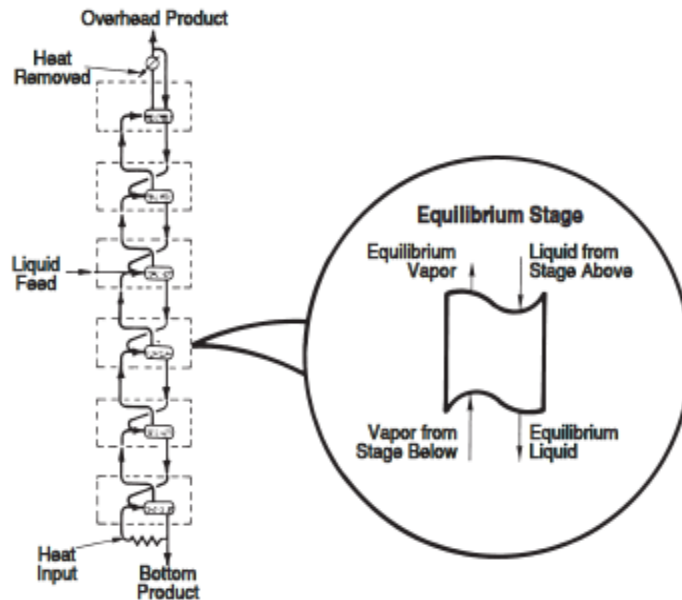 Overhead Product
Heat
Removed
Liquid
Feed
Heat
Input
Bottom
Product
Equilibrium Stage
Equilibrium
Vapor
Liquid from
Stage Above
Vapor from
Stage Below
Equilibrium
Liquid